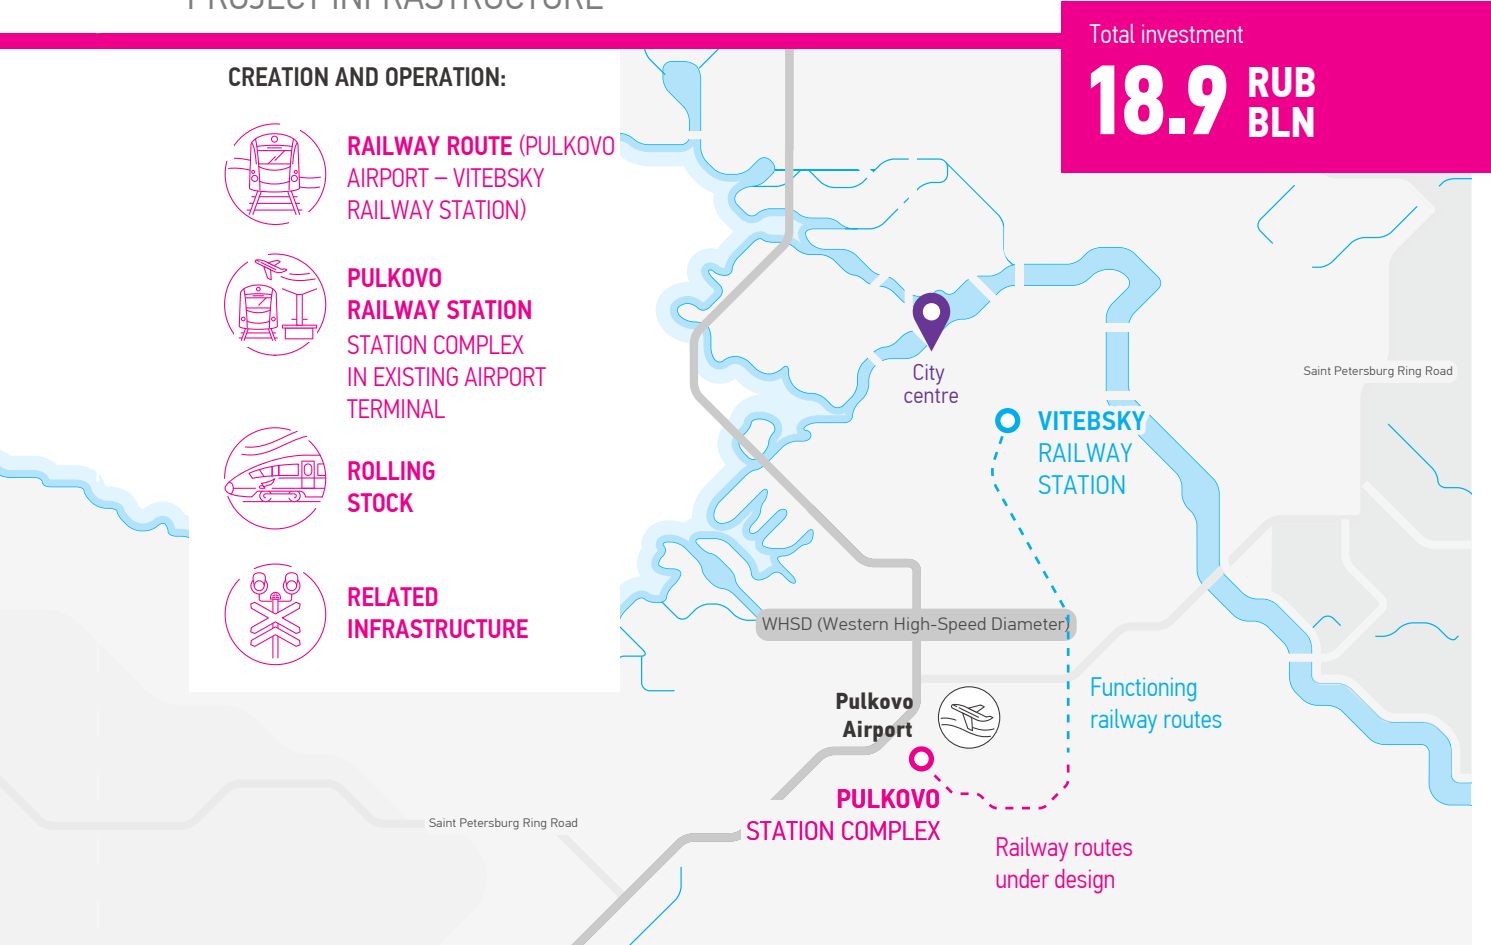 PROJECT INFRASTRUCTURE
Total investment
18.9 RUB
BLN
CREATION AND OPERATION:
RAILWAY ROUTE (PULKOVO
AIRPORT – VITEBSKY
RAILWAY STATION)
PULKOVO
RAILWAY STATION
STATION COMPLEX
IN EXISTING AIRPORT
TERMINAL
ROLLING
STOCK
RELATED
INFRASTRUCTURE
City
centre
Saint Petersburg Ring Road
VITEBSKY
RAILWAY
STATION
WHSD (Western High-Speed Diameter)
Functioning
railway routes
Pulkovo
Airport
PULKOVO
STATION COMPLEX
Saint Petersburg Ring Road
Railway routes
under design